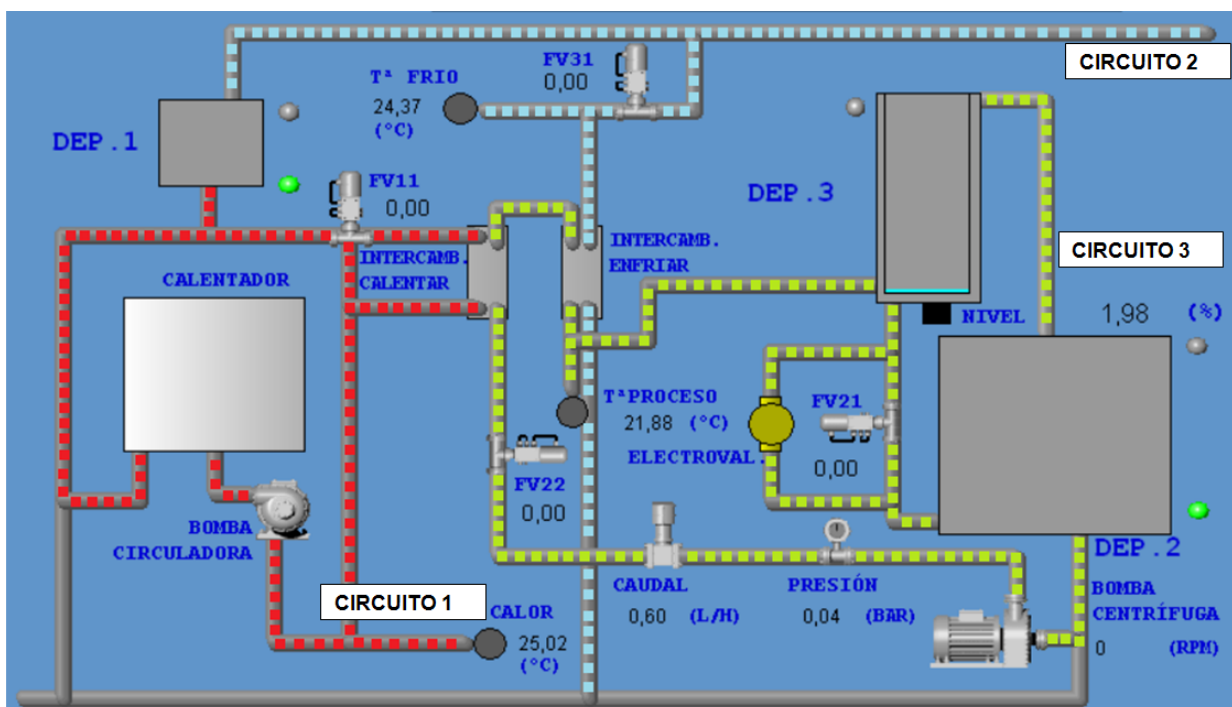 FV31
0,00
CIRCUITO 2
Tª FRIO
24,37
(°C)
DEP.1
FV11
0,00
DEP.3
INTERCAMB.
CALENTAR
INTERCAMB.
ENFRIAR
CIRCUITO 3
CALENTADOR
NIVEL
1,98 (%)
TªPROCESO
21,88 (°C)
ELECTROVAL.
FV21
0,00
FV22
0,00
BOMBA
CIRCULADORA
DEP.2
CAUDAL
0,60 (L/H)
PRESIÓN
0,04 (BAR)
BOMBA
CENTRÍFUGA
0 (RPM)
CIRCUITO 1
CALOR
25,02
(°C)